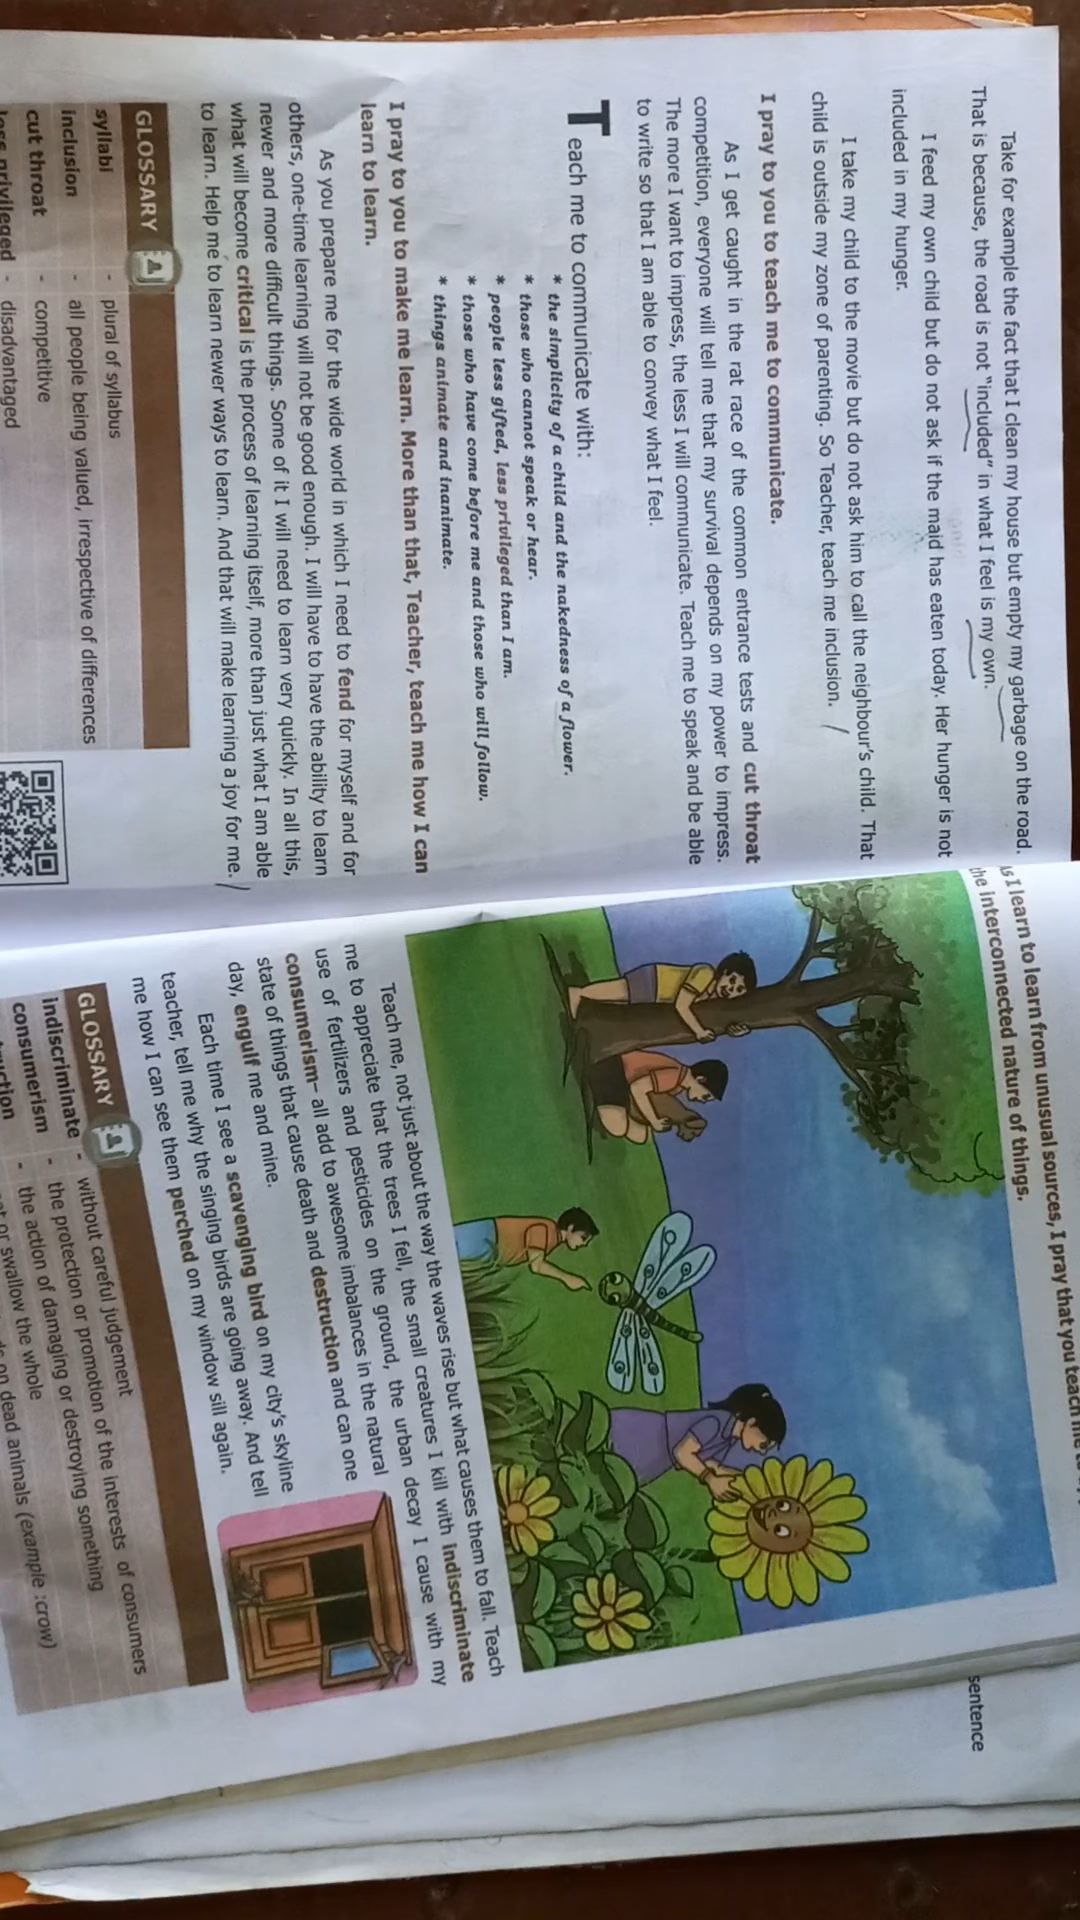 Take for example the fact that I clean my house but empty my garbage on the road.
That is because, the road is not “included” in what I feel is my own.
I feed my own child but do not ask if the maid has eaten today. Her hunger is not
included in my hunger.
I take my child to the movie but do not ask him to call the neighbour's child. That
child is outside my zone of parenting. So Teacher, teach me inclusion.
I pray to you to teach me to communicate.
As I get caught in the rat race of the common entrance tests and cut throat
competition, everyone will tell me that my survival depends on my power to impress.
The more I want to impress, the less I will communicate. Teach me to speak and be able
to write so that I am able to convey what I feel.
Teach me to communicate with:
* the simplicity of a child and the nakedness of a flower.
* those who cannot speak or hear.
* people less gifted, less privileged than I am.
* those who have come before me and those who will follow.
* things animate and inanimate.
I pray to you to make me learn. More than that, Teacher, teach me how I can
learn to learn.
As you prepare me for the wide world in which I need to fend for myself and for
others, one-time learning will not be good enough. I will have to have the ability to learn
newer and more difficult things. Some of it I will need to learn very quickly. In all this,
what will become critical is the process of learning itself, more than just what I am able
to learn. Help me to learn newer ways to learn. And that will make learning a joy for me.
GLOSSARY
syllabi - plural of syllabus
inclusion - all people being valued, irrespective of differences
cut throat - competitive
less privileged - disadvantaged
As I learn to learn from unusual sources, I pray that you teach me
the interconnected nature of things.
Teach me, not just about the way the waves rise but what causes them to fall. Teach
me to appreciate that the trees I fell, the small creatures I kill with indiscriminate
use of fertilizers and pesticides on the ground, the urban decay I cause with my
consumerism– all add to awesome imbalances in the natural
state of things that cause death and destruction and can one
day, engulf me and mine.
Each time I see a scavenging bird on my city's skyline
teacher, tell me why the singing birds are going away. And tell
me how I can see them perched on my window sill again.
GLOSSARY
indiscriminate - without careful judgement
consumerism - the protection or promotion of the interests of consumers
- the action of damaging or destroying something
or swallow the whole
on dead animals (example :crow)
sentence